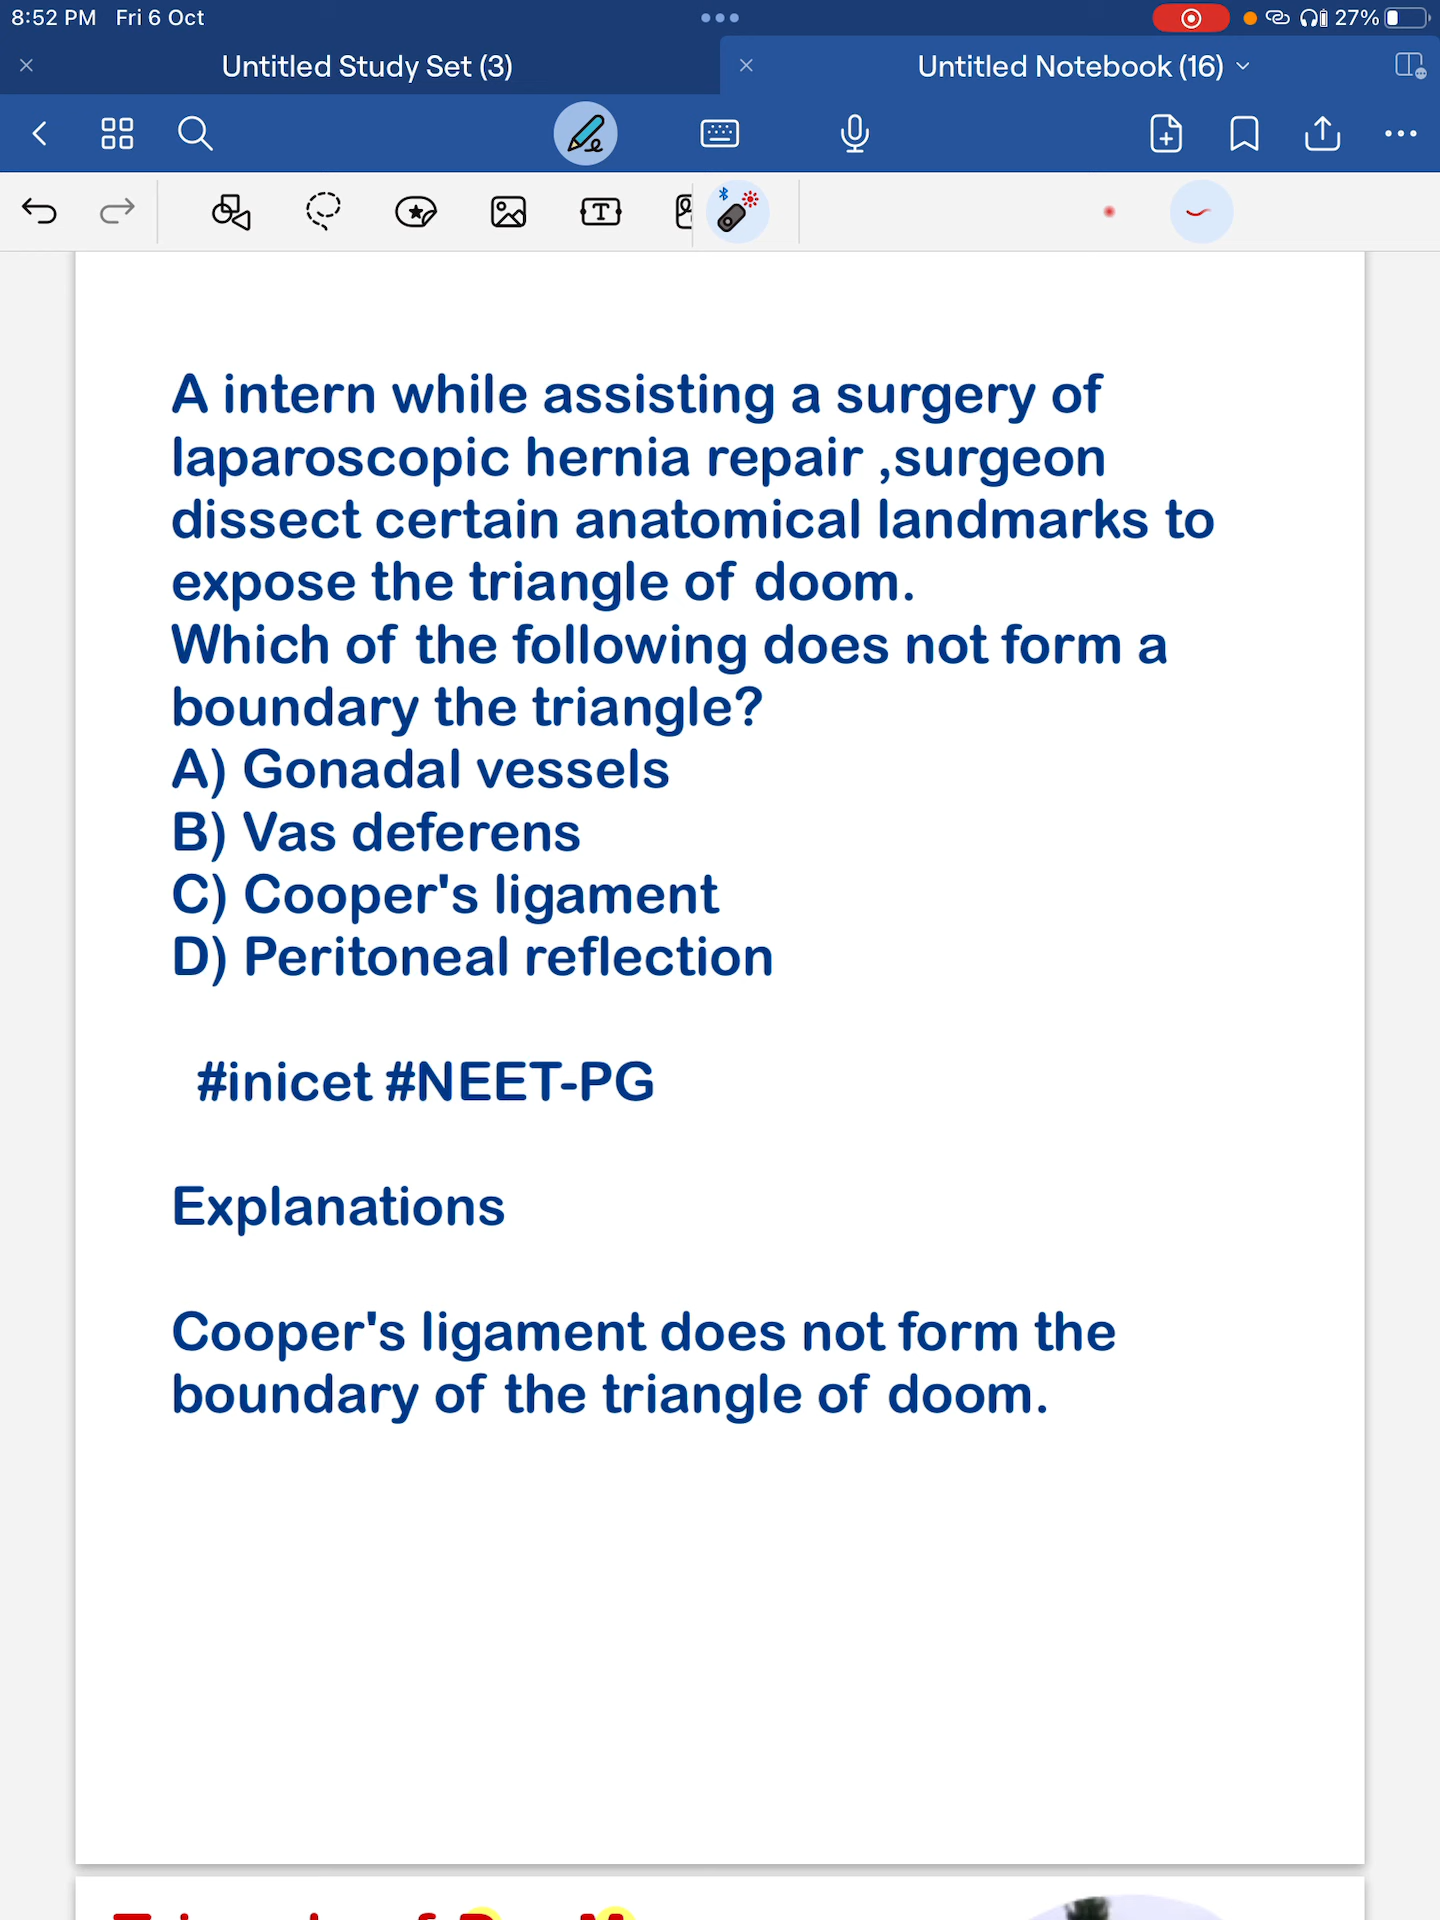 8:52 PM Fri 6 Oct
27%
Untitled Study Set (3)
Untitled Notebook (16)
A intern while assisting a surgery of
laparoscopic hernia repair ,surgeon
dissect certain anatomical landmarks to
expose the triangle of doom.
Which of the following does not form a
boundary the triangle?
A) Gonadal vessels
B) Vas deferens
C) Cooper's ligament
D) Peritoneal reflection
#inicet #NEET-PG
Explanations
Cooper's ligament does not form the
boundary of the triangle of doom.